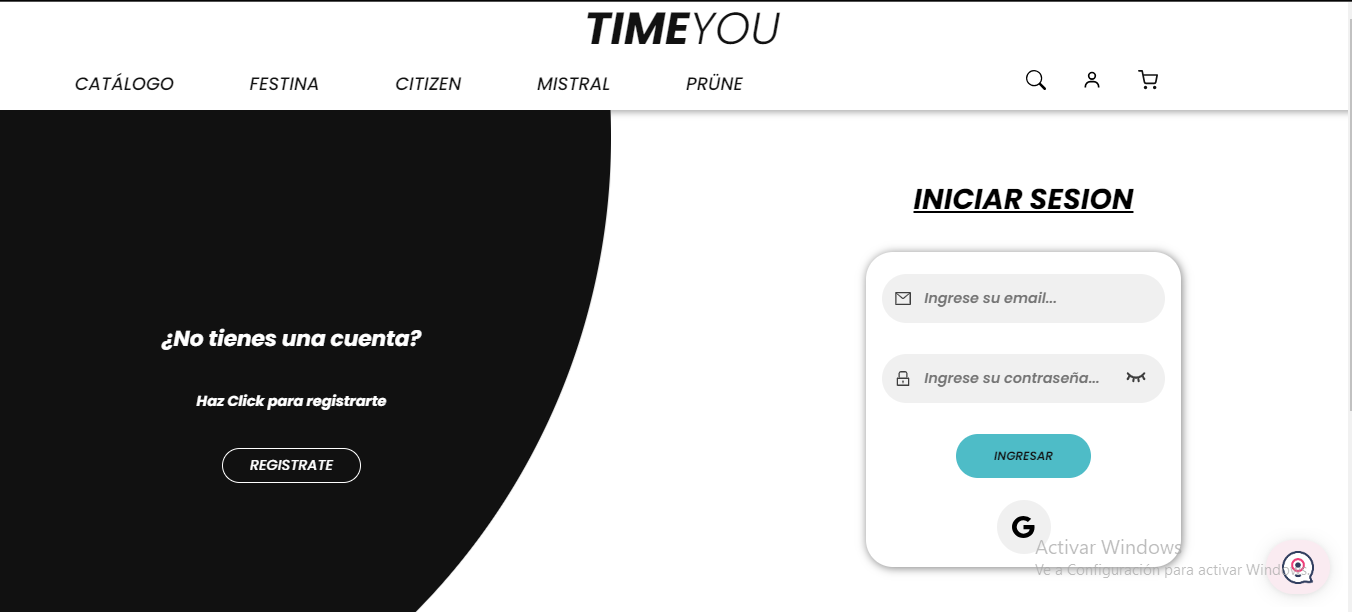 TIMEYOU
CATÁLOGO FESTINA CITIZEN MISTRAL PRÜNE
INICIAR SESION
Ingrese su email...
Ingrese su contraseña...
INGRESAR
G
¿No tienes una cuenta?
Haz Click para registrarte
REGISTRATE
Activar Windows
Ve a Configuración para activar Windows.